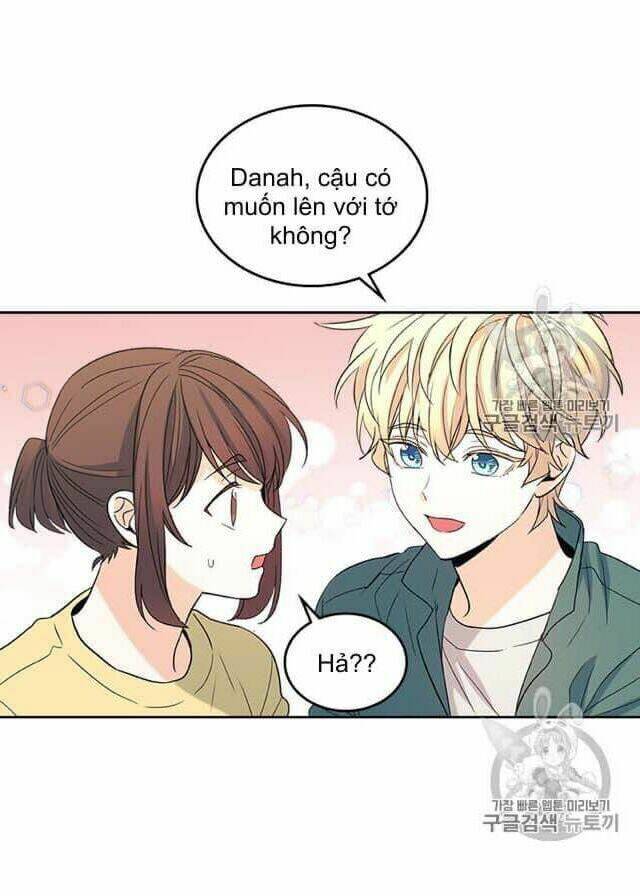 Danah, cậu có
muốn lên với tớ
không?
가장 빠른 웹툰 미리보기
구글검색 뉴토끼
Hả??
가장 빠른 웹툰 미리보기
구글검색 뉴토끼